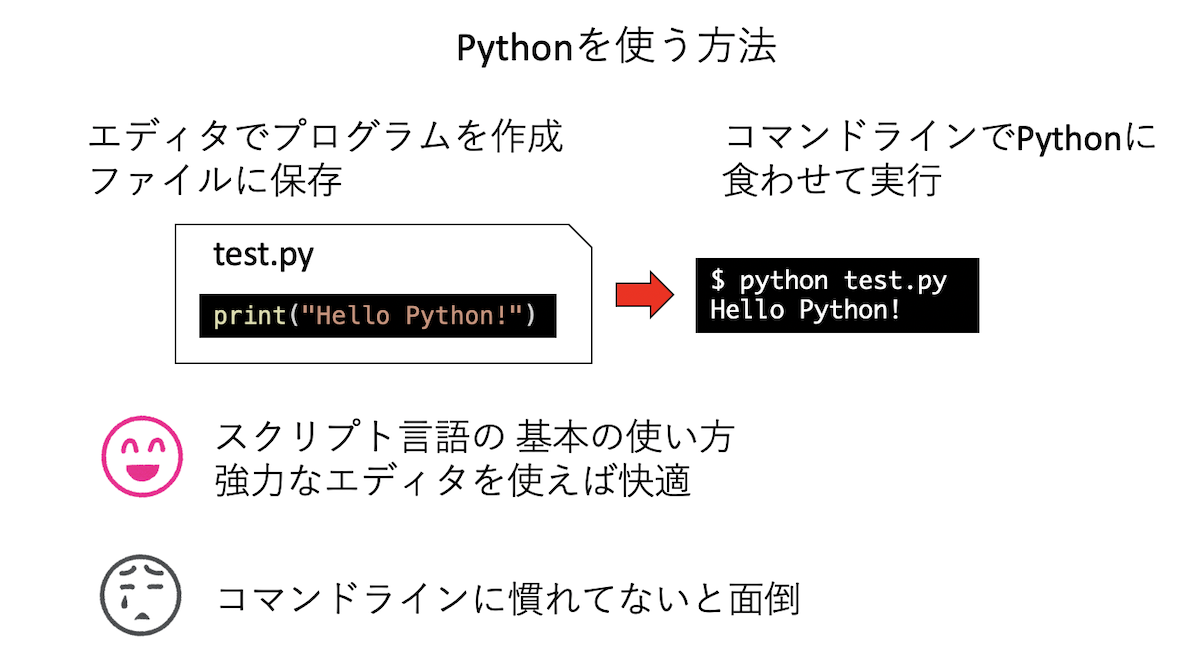 Pythonを使う方法
エディタでプログラムを作成
ファイルに保存
test.py
print("Hello Python!")
コマンドラインでPythonに
食わせて実行
$ python test.py
Hello Python!
スクリプト言語の 基本の使い方
強力なエディタを使えば快適
コマンドラインに慣れてないと面倒